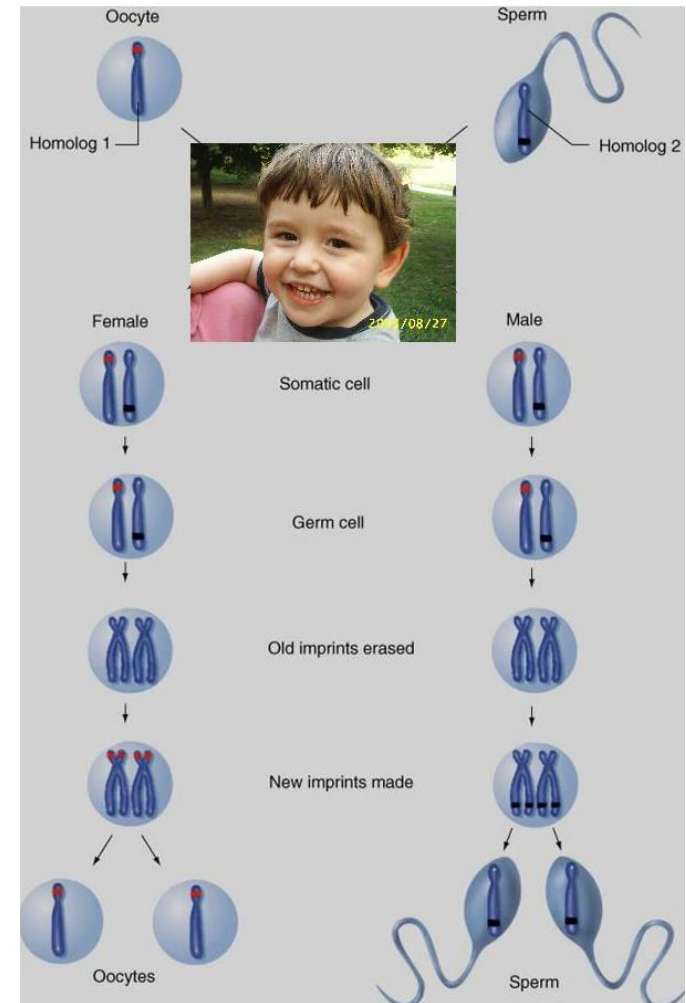 Oocyte
Sperm
Homolog 1
Homolog 2
Female
Male
Somatic cell
Germ cell
Old imprints erased
New imprints made
Oocytes
Sperm